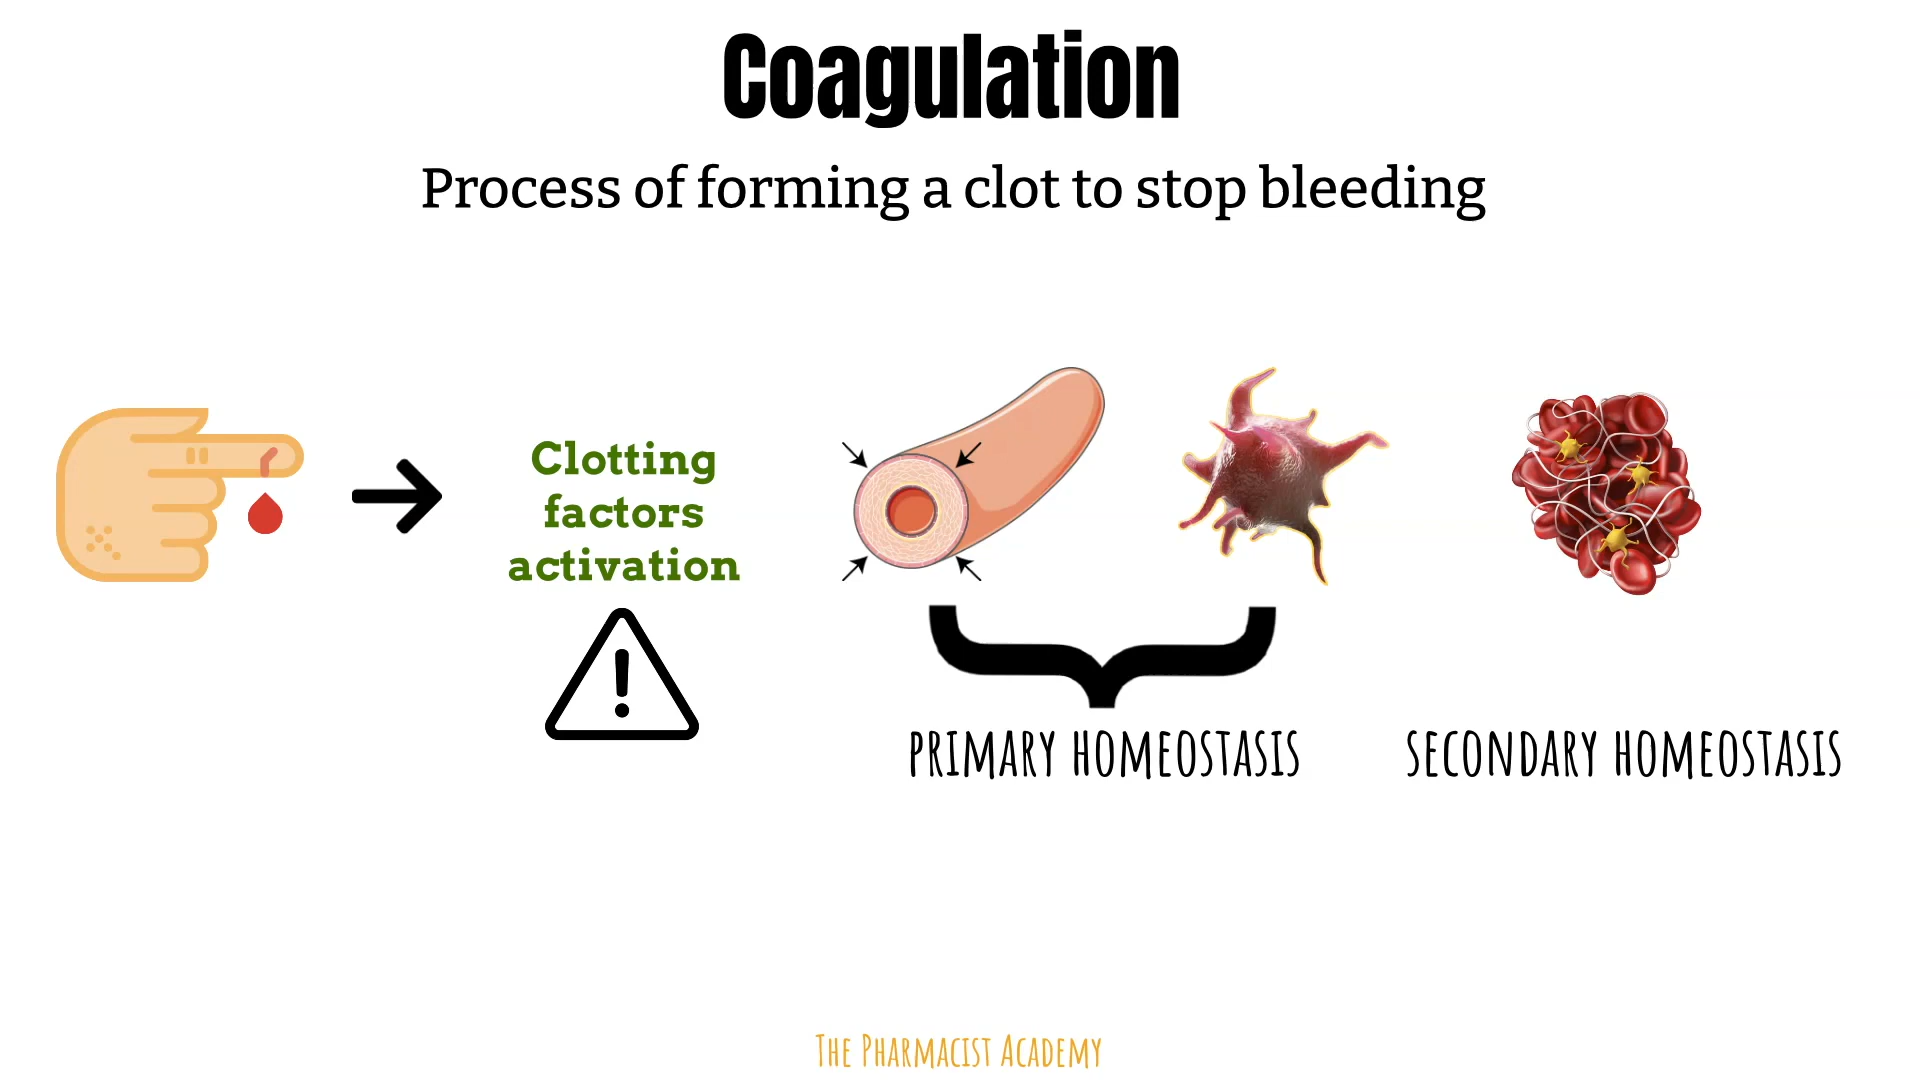 Coagulation
Process of forming a clot to stop bleeding
Clotting
factors
activation
!
PRIMARY HOMEOSTASIS
SECONDARY HOMEOSTASIS
THE PHARMACIST ACADEMY